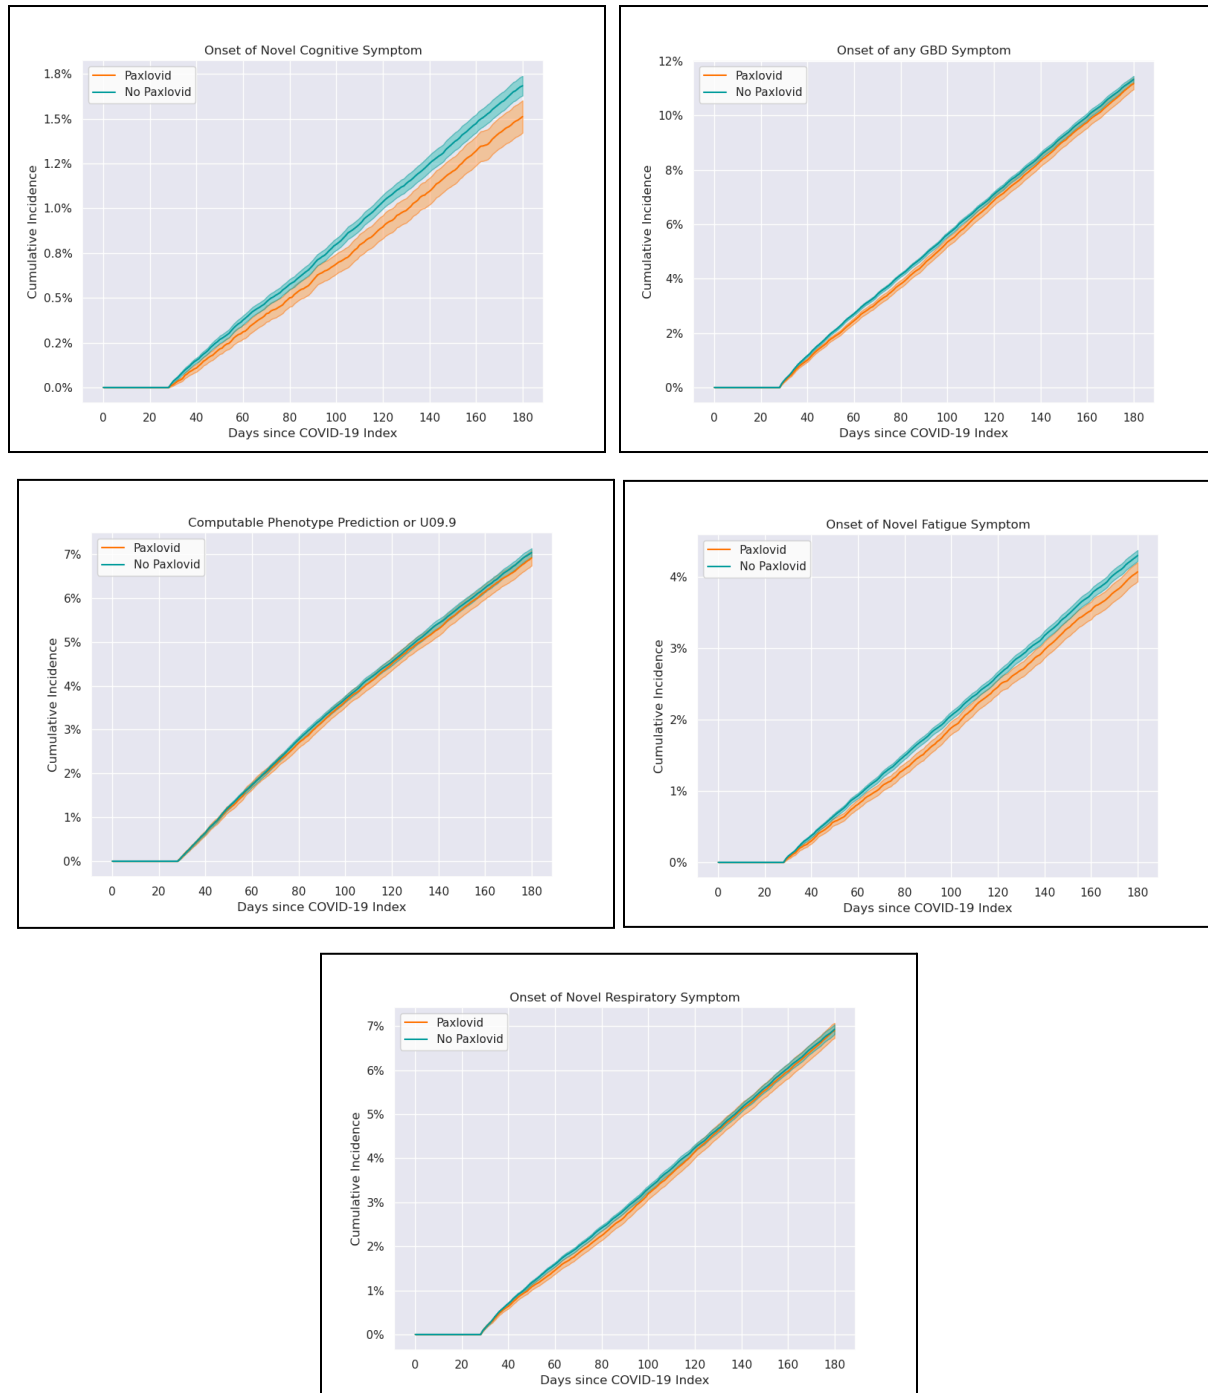 Onset of Novel Cognitive Symptom
Paxlovid
No Paxlovid
Cumulative Incidence
1.8%
1.5%
1.2%
1.0%
0.8%
0.5%
0.2%
0.0%
0 20 40 60 80 100 120 140 160 180
Days since COVID-19 Index
Onset of any GBD Symptom
Paxlovid
No Paxlovid
Cumulative Incidence
12%
10%
8%
6%
4%
2%
0%
0 20 40 60 80 100 120 140 160 180
Days since COVID-19 Index
Computable Phenotype Prediction or U09.9
Paxlovid
No Paxlovid
Cumulative Incidence
7%
6%
5%
4%
3%
2%
1%
0%
0 20 40 60 80 100 120 140 160 180
Days since COVID-19 Index
Onset of Novel Fatigue Symptom
Paxlovid
No Paxlovid
Cumulative Incidence
4%
3%
2%
1%
0%
0 20 40 60 80 100 120 140 160 180
Days since COVID-19 Index
Onset of Novel Respiratory Symptom
Paxlovid
No Paxlovid
Cumulative Incidence
7%
6%
5%
4%
3%
2%
1%
0%
0 20 40 60 80 100 120 140 160 180
Days since COVID-19 Index